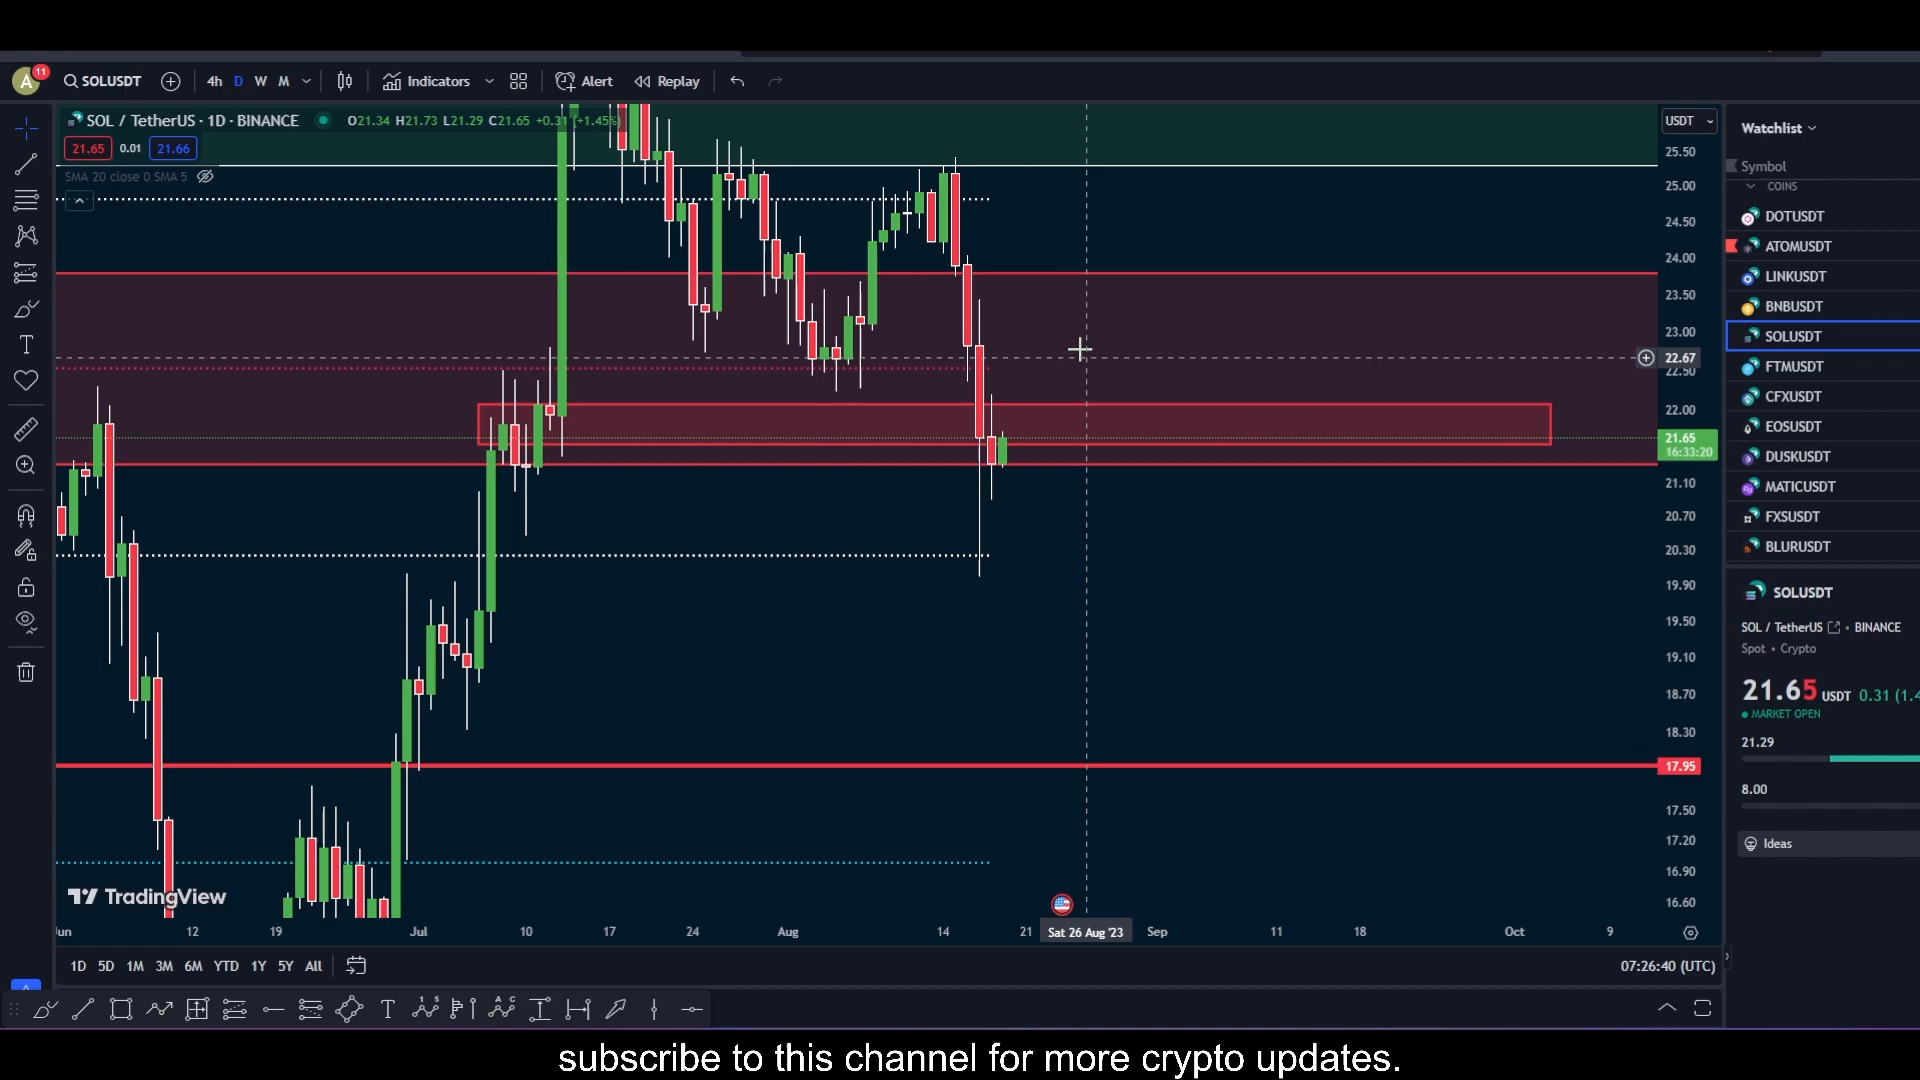 A 11 SOLUSDT 4h D W M Indicators Alert Replay
SOL / TetherUS · 1D · BINANCE O21.34 H21.73 L21.29 C21.65 +0.31 (+1.45%)
21.65 0.01 21.66
SMA 20 close 0 SMA 5
USDT
25.50
25.00
24.50
24.00
23.50
23.00
22.67
22.50
22.00
21.65
16:33:20
21.10
20.70
20.30
19.90
19.50
19.10
18.70
18.30
17.95
17.50
17.20
16.90
16.60
TradingView
12 19 Jul 10 17 24 Aug 14 21 Sat 26 Aug '23 Sep 11 18 Oct 9
1D 5D 1M 3M 6M YTD 1Y 5Y All
07:26:40 (UTC)
Watchlist
Symbol
COINS
DOTUSDT
ATOMUSDT
LINKUSDT
BNBUSDT
SOLUSDT
FTMUSDT
CFXUSDT
EOSUSDT
DUSKUSDT
MATICUSDT
FXSUSDT
BLURUSDT
SOLUSDT
SOL / TetherUS • BINANCE
Spot • Crypto
21.65 USDT 0.31 (1.4
MARKET OPEN
21.29
8.00
Ideas
subscribe to this channel for more crypto updates.